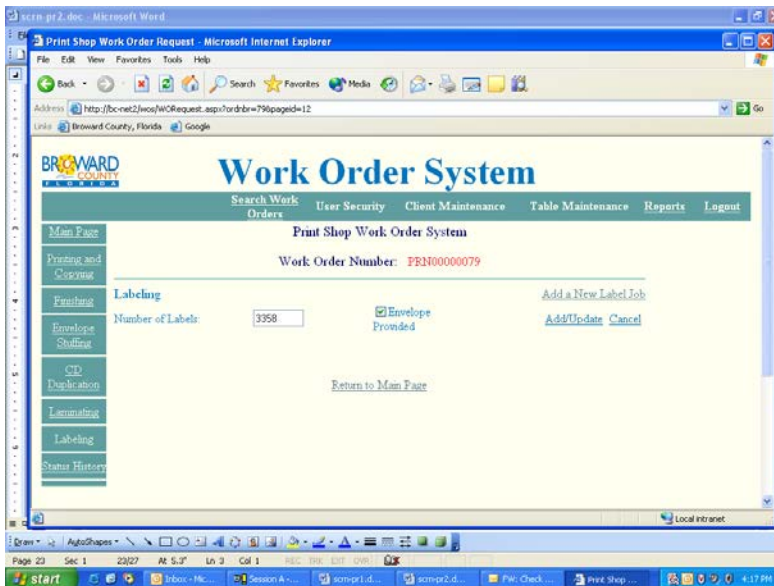 scrn-pr2.doc - Microsoft Word
Print Shop Work Order Request - Microsoft Internet Explorer
File Edit View Favorites Tools Help
Back Search Favorites Media
Address http://bc-net2/wos/WORequest.aspx?ordnbr=79&pageid=12 Go
Links Broward County, Florida Google
BROWARD
COUNTY
FLORIDA
Work Order System
Search Work Orders User Security Client Maintenance Table Maintenance Reports Logout
Main Page
Printing and Copying
Finishing
Envelope Stuffing
CD Duplication
Laminating
Labeling
Status History
Print Shop Work Order System
Work Order Number: PRN00000079
Labeling Add a New Label Job
Number of Labels: 3358 Envelope Provided Add/Update Cancel
Return to Main Page
Local intranet
Draw AutoShapes
Page 23 Sec 1 23/27 At 5.3" Ln 3 Col 1 REC TRK EXT OVR
start Inbox - Mic... Session A -... scrn-pr1.d... scrn-pr2.d... FW: Check ... Print Shop ... 4:17 PM